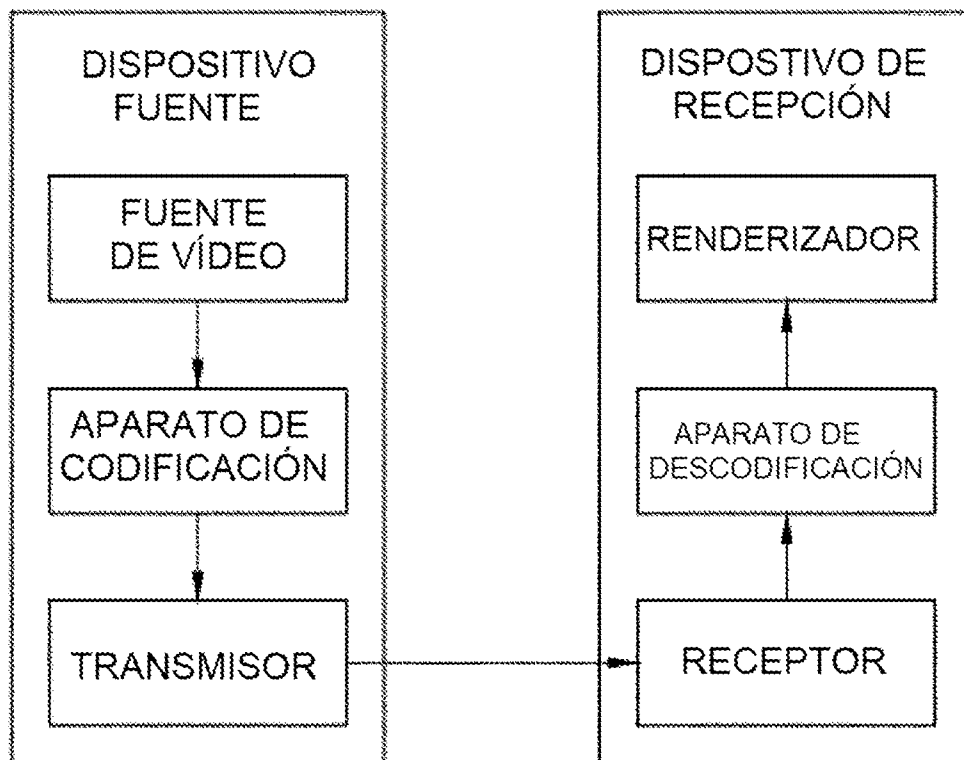 DISPOSITIVO
FUENTE
FUENTE
DE VÍDEO
APARATO DE
CODIFICACIÓN
TRANSMISOR
DISPOSTIVO DE
RECEPCIÓN
RENDERIZADOR
APARATO DE
DESCODIFICACIÓN
RECEPTOR